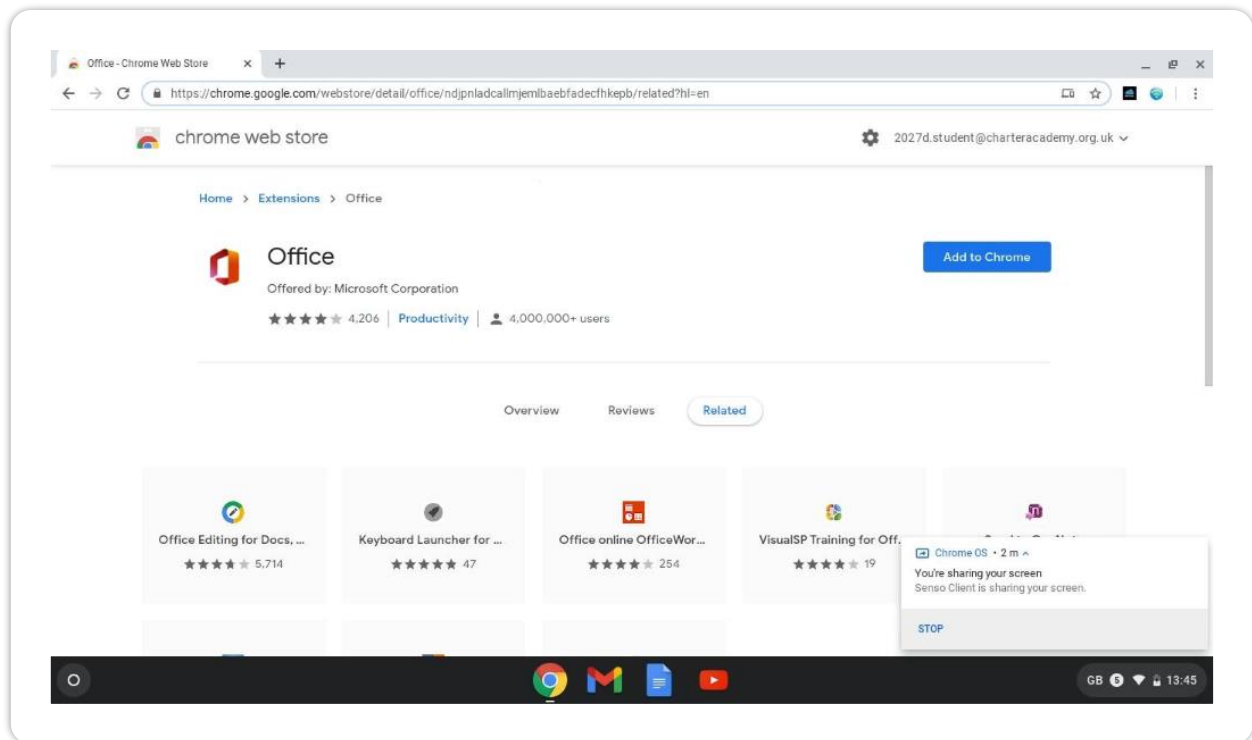 Office - Chrome Web Store
https://chrome.google.com/webstore/detail/office/ndjpnladcallmjemlbaebfadecfhkepb/related?hl=en
chrome web store
2027d.student@charteracademy.org.uk
Home > Extensions > Office
Office
Add to Chrome
Offered by: Microsoft Corporation
4,206 | Productivity | 4,000,000+ users
Overview Reviews Related
Office Editing for Docs, ... Keyboard Launcher for ... Office online OfficeWor... VisualSP Training for Off...
5,714 47 254 19
Chrome OS • 2 m
You're sharing your screen
Senso Client is sharing your screen.
STOP
GB 5 13:45